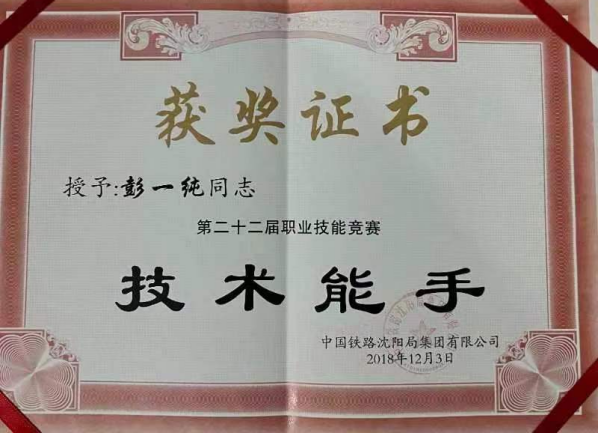 获奖证书
授予:彭一纯同志
第二十二届职业技能竞赛
技术能手
中国铁路沈阳局集团有限公司
2018年12月3日